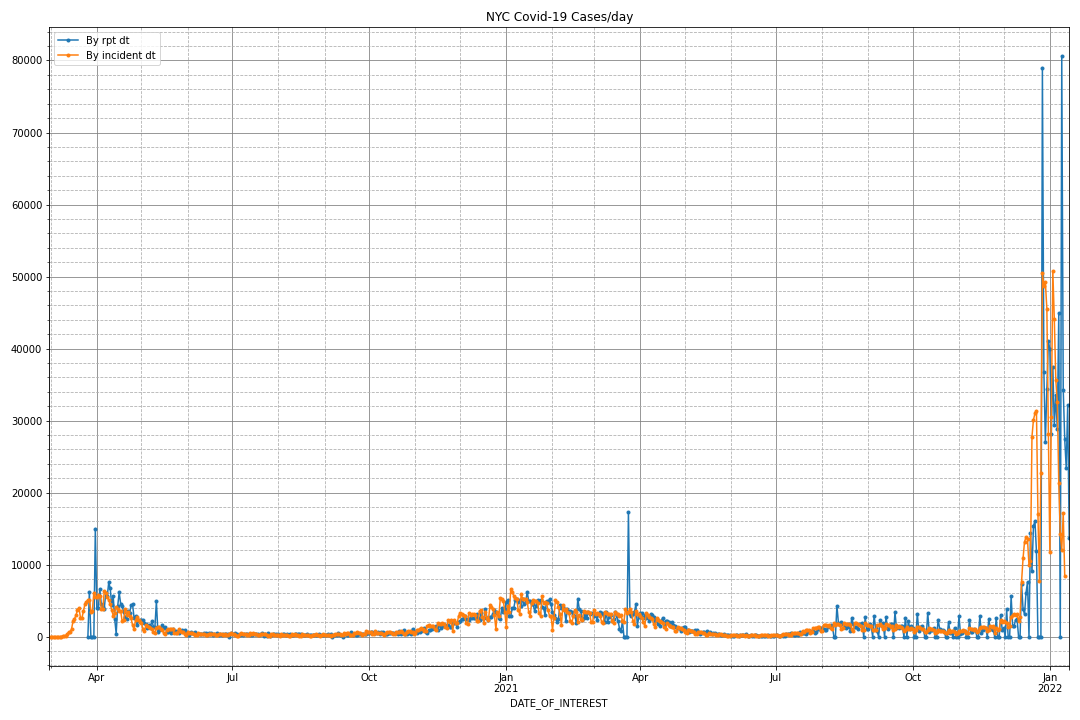 NYC Covid-19 Cases/day
By rpt dt
By incident dt
80000
70000
60000
50000
40000
30000
20000
10000
0
Apr Jul Oct Jan Apr Jul Oct Jan
2021 2022
DATE_OF_INTEREST